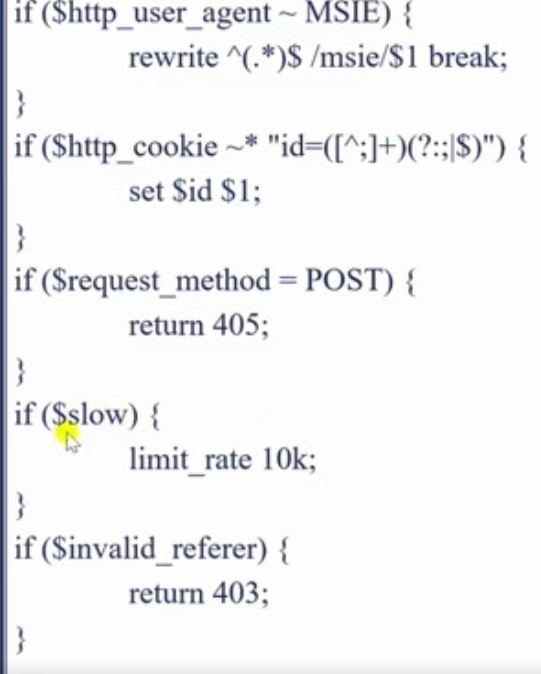 if ($http_user_agent ~ MSIE) {
rewrite ^(.*)$ /msie/$1 break;
}
if ($http_cookie ~* "id=([^;]+)(?:;|$)") {
set $id $1;
}
if ($request_method = POST) {
return 405;
}
if ($slow) {
limit_rate 10k;
}
if ($invalid_referer) {
return 403;
}